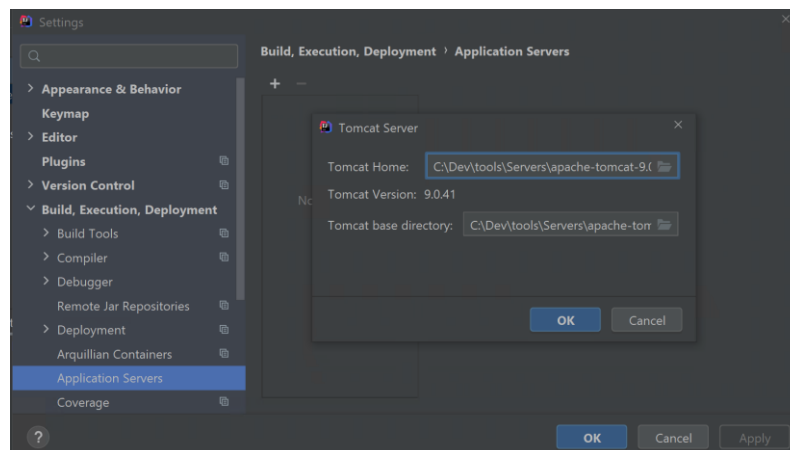 Settings
Build, Execution, Deployment › Application Servers
Appearance & Behavior
Keymap
Editor
Plugins
Version Control
Build, Execution, Deployment
Build Tools
Compiler
Debugger
Remote Jar Repositories
Deployment
Arquillian Containers
Application Servers
Coverage
No
Tomcat Server
Tomcat Home: C:\Dev\tools\Servers\apache-tomcat-9.0
Tomcat Version: 9.0.41
Tomcat base directory: C:\Dev\tools\Servers\apache-tom
OK Cancel
? OK Cancel Apply